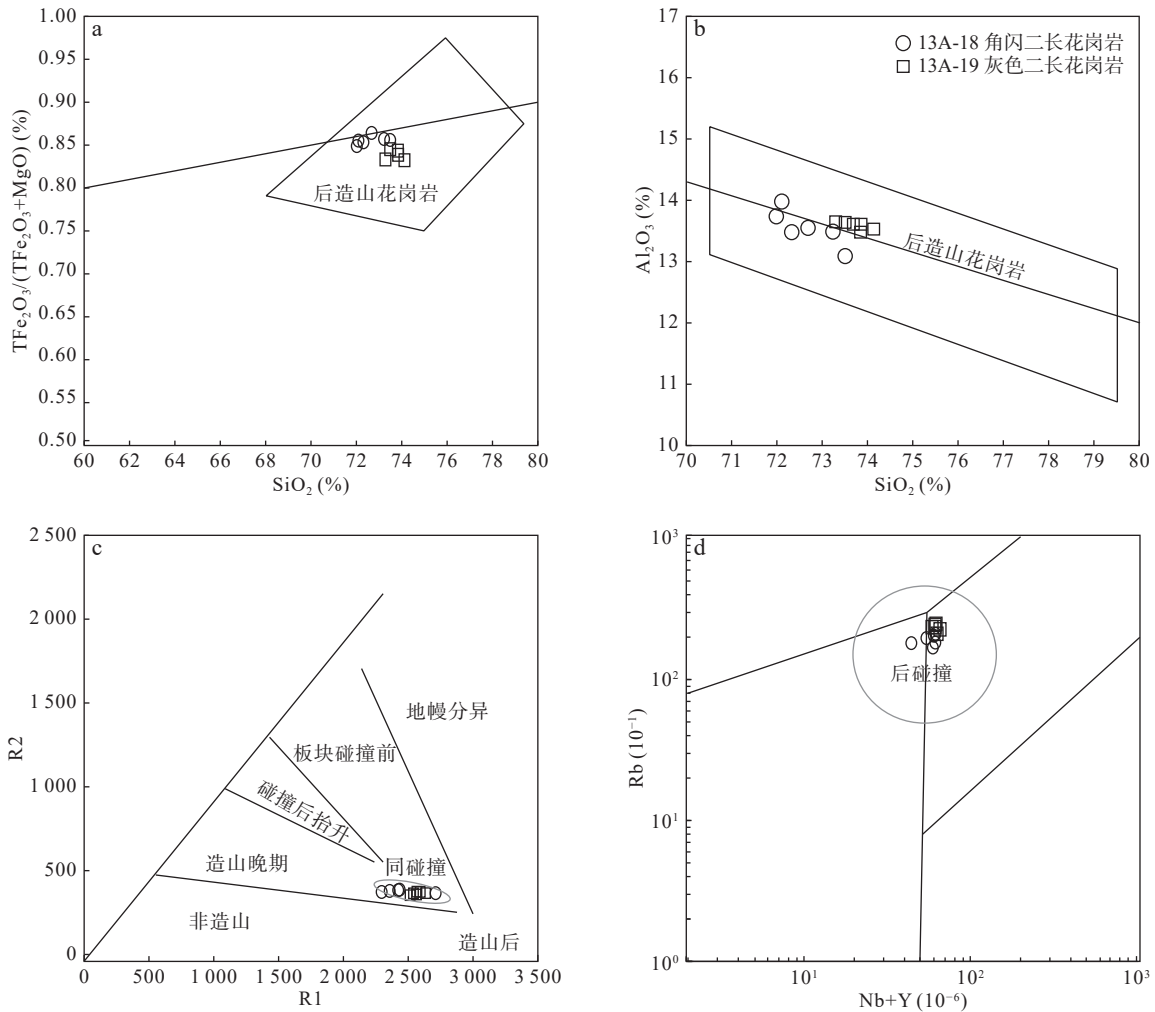 a
1.00
0.95
0.90
0.85
0.80
0.75
0.70
0.65
0.60
0.55
0.50
TFe₂O₃/(TFe₂O₃+MgO) (%)
后造山花岗岩
60 62 64 66 68 70 72 74 76 78 80
SiO₂ (%)
b
13A-18 角闪二长花岗岩
13A-19 灰色二长花岗岩
17
16
15
14
13
12
11
10
Al₂O₃ (%)
后造山花岗岩
70 71 72 73 74 75 76 77 78 79 80
SiO₂ (%)
c
2 500
2 000
1 500
1 000
500
0
R2
地幔分异
板块碰撞前
碰撞后抬升
同碰撞
造山晚期
非造山
造山后
0 500 1 000 1 500 2 000 2 500 3 000 3 500
R1
d
10³
10²
10¹
10⁰
Rb (10⁻¹)
后碰撞
10¹ 10² 10³
Nb+Y (10⁻⁶)